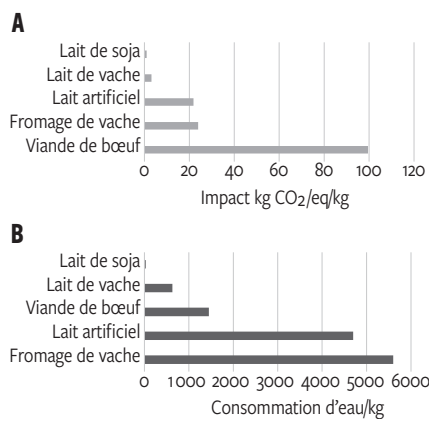 A
Lait de soja
Lait de vache
Lait artificiel
Fromage de vache
Viande de bœuf
0 20 40 60 80 100 120
Impact kg CO2/eq/kg
B
Lait de soja
Lait de vache
Viande de bœuf
Lait artificiel
Fromage de vache
0 1000 2000 3000 4000 5000 6000
Consommation d'eau/kg